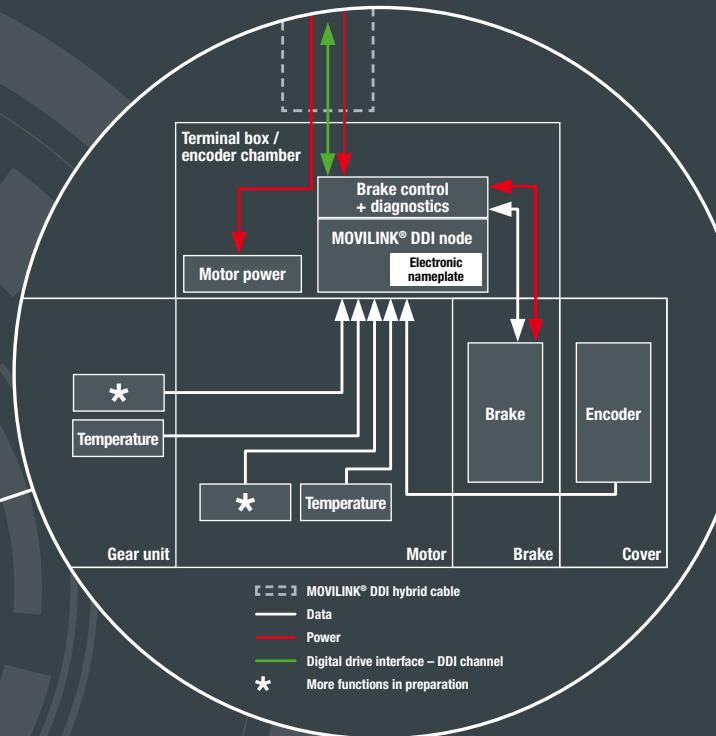 Terminal box /
encoder chamber
Brake control
+ diagnostics
MOVILINK® DDI node
Electronic
nameplate
Motor power
*
Temperature
*
Temperature
Brake
Encoder
Gear unit
Motor
Brake
Cover
MOVILINK® DDI hybrid cable
Data
Power
Digital drive interface – DDI channel
* More functions in preparation